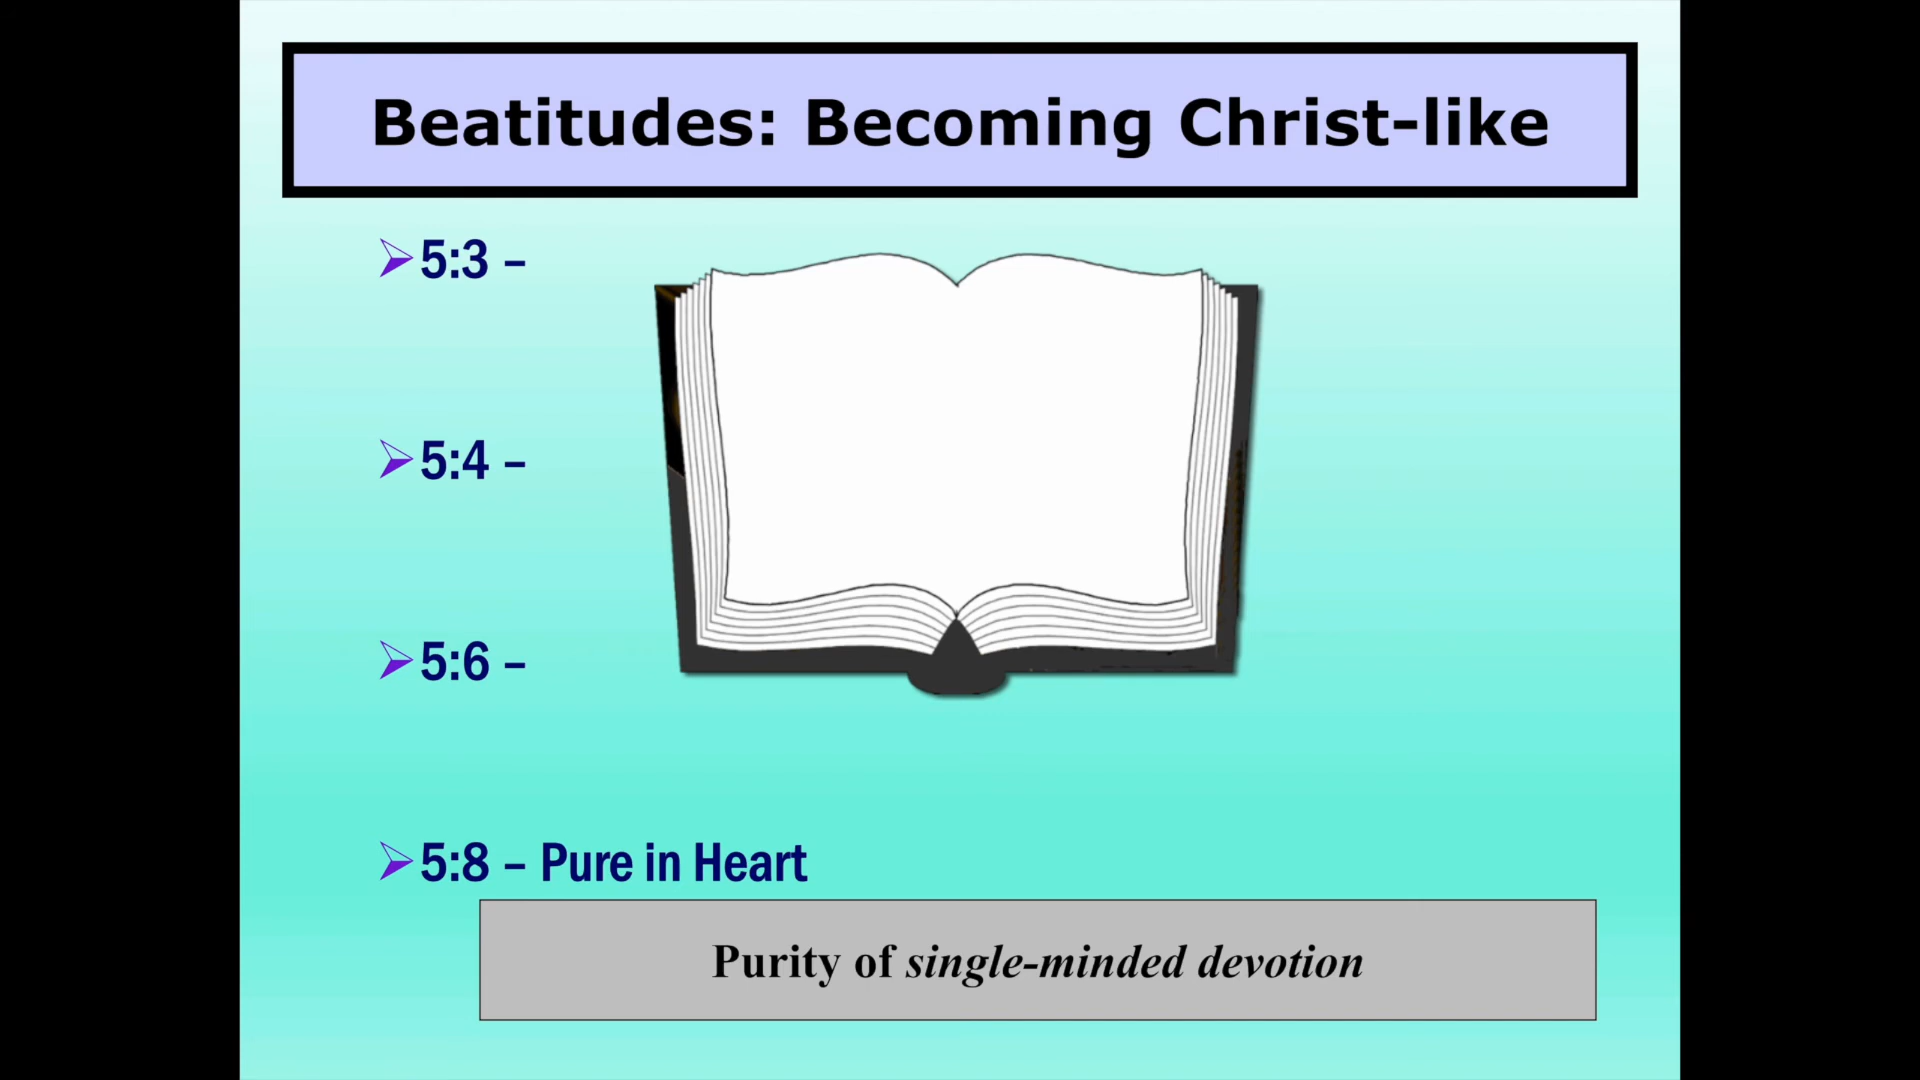 Beatitudes: Becoming Christ-like
5:3 –
5:4 –
5:6 –
5:8 – Pure in Heart
Purity of single-minded devotion